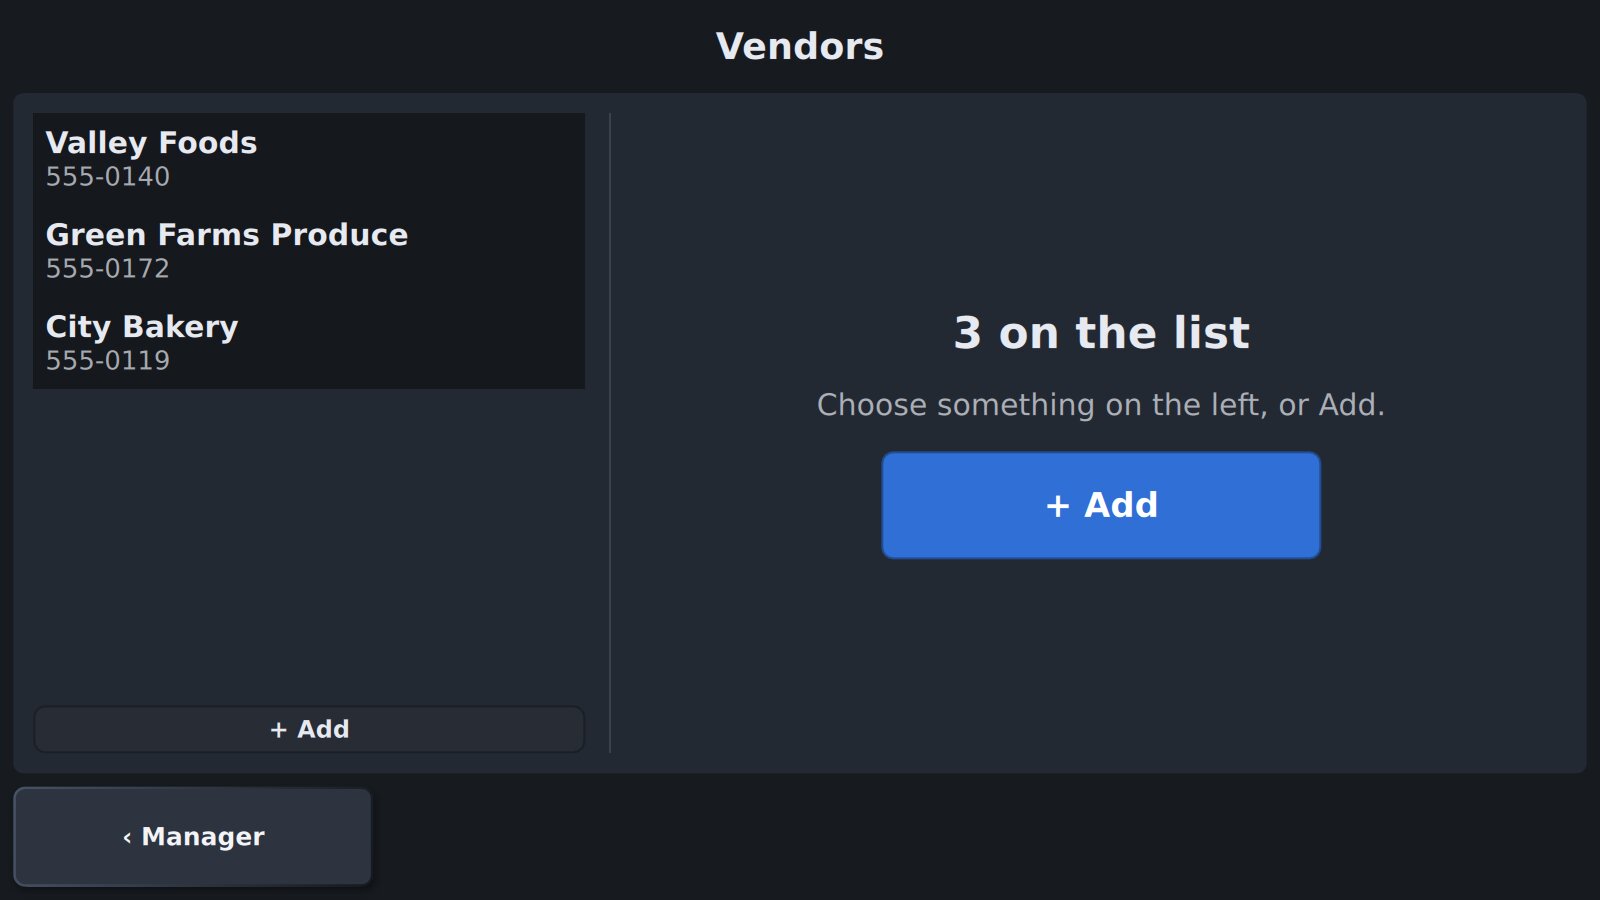 Vendors
Valley Foods
555-0140
Green Farms Produce
555-0172
City Bakery
555-0119
+ Add
3 on the list
Choose something on the left, or Add.
+ Add
‹ Manager